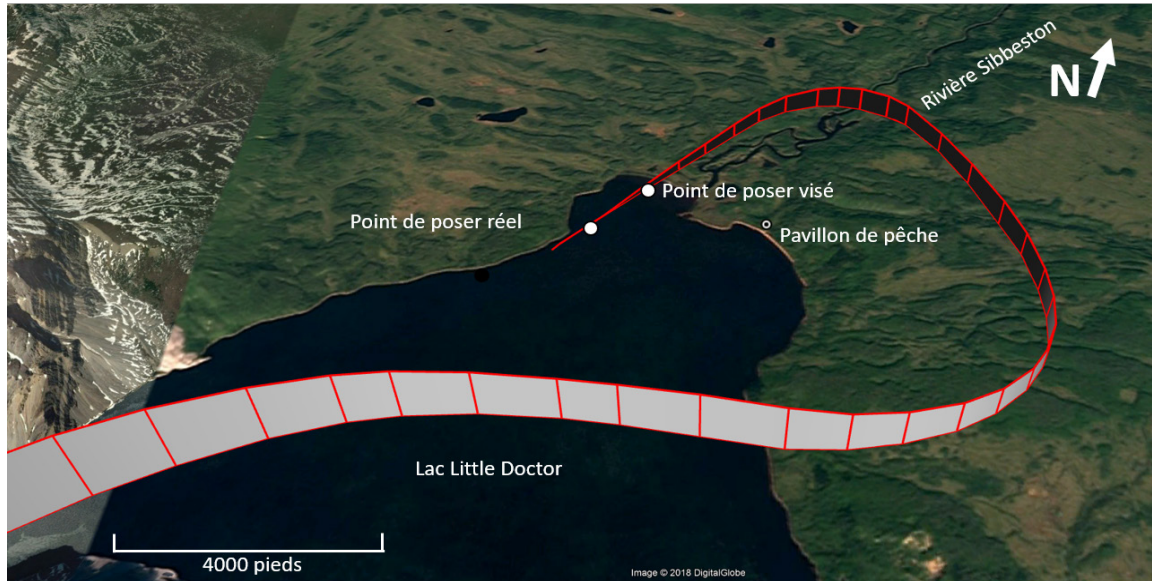 Rivière Sibbeston
N
Point de poser visé
Point de poser réel
Pavillon de pêche
Lac Little Doctor
4000 pieds
Image © 2018 DigitalGlobe